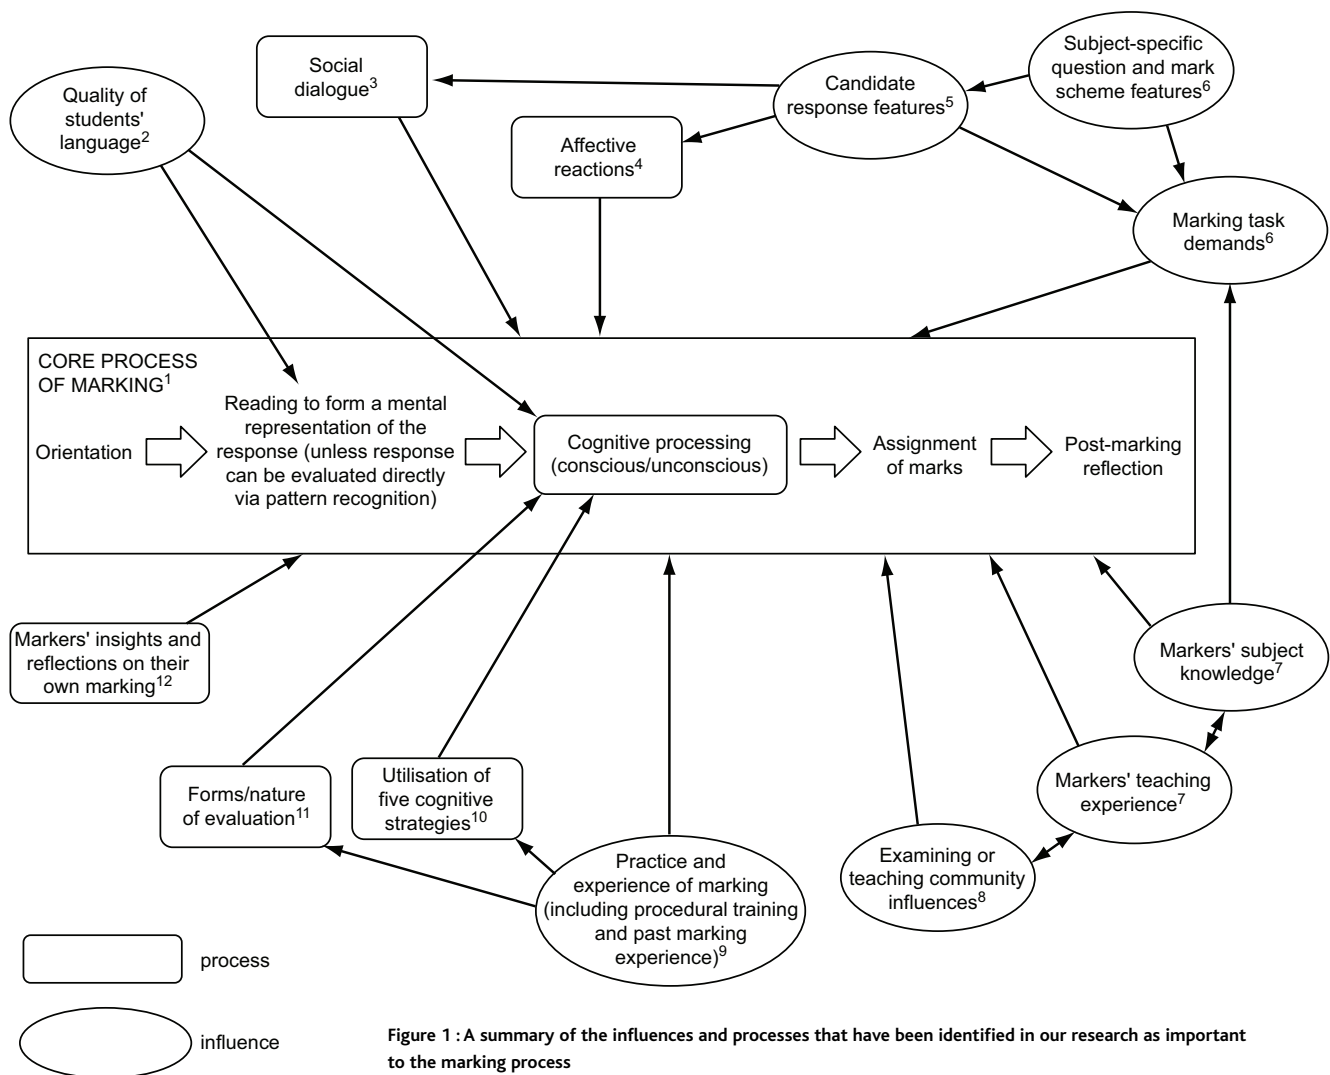 Subject-specific
question and mark
scheme features6
Social
dialogue3
Candidate
response features5
Quality of
students'
language2
Affective
reactions4
Marking task
demands6
CORE PROCESS
OF MARKING1
Orientation
Reading to form a mental
representation of the
response (unless response
can be evaluated directly
via pattern recognition)
Cognitive processing
(conscious/unconscious)
Assignment
of marks
Post-marking
reflection
Markers' insights and
reflections on their
own marking12
Markers' subject
knowledge7
Forms/nature
of evaluation11
Utilisation of
five cognitive
strategies10
Markers' teaching
experience7
Practice and
experience of marking
(including procedural training
and past marking
experience)9
Examining or
teaching community
influences8
process
influence
Figure 1 : A summary of the influences and processes that have been identified in our research as important
to the marking process